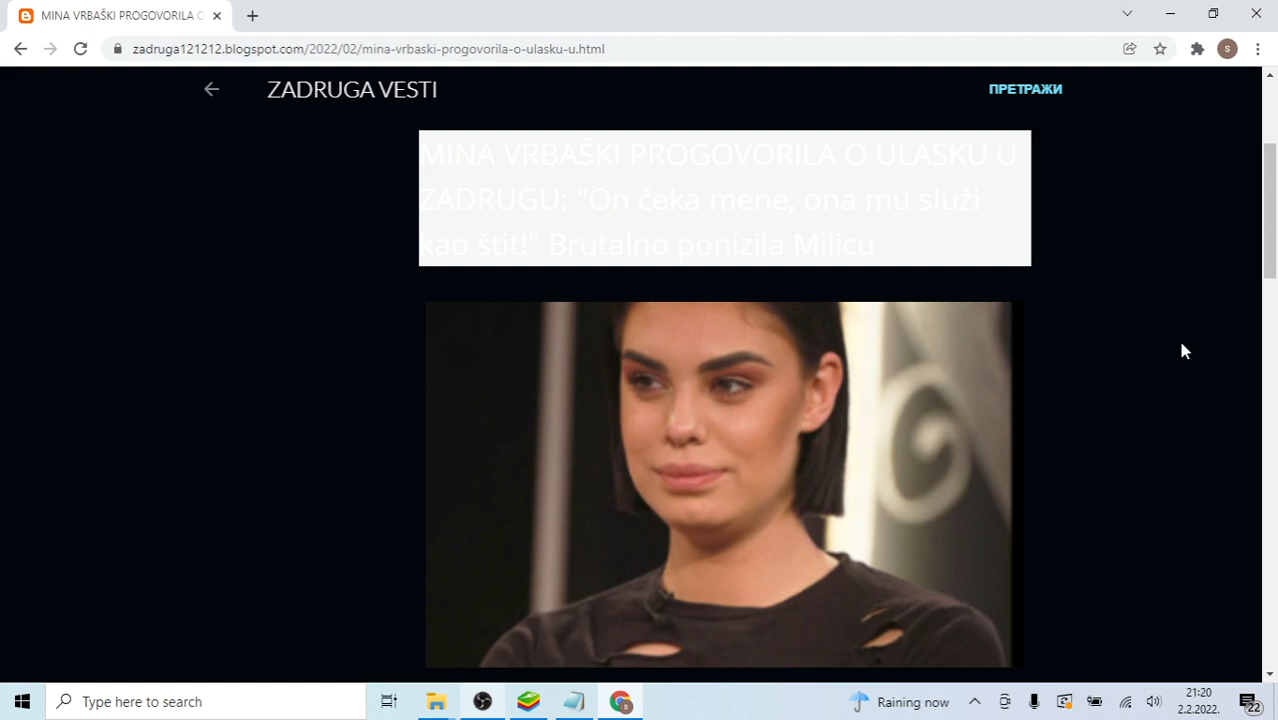 MINA VRBAŠKI PROGOVORILA O
zadruga121212.blogspot.com/2022/02/mina-vrbaski-progovorila-o-ulasku-u.html
S
ZADRUGA VESTI
ПРЕТРАЖИ
MINA VRBAŠKI PROGOVORILA O ULASKU U
ZADRUGU: "On čeka mene, ona mu služi
kao štit!" Brutalno ponizila Milicu
Type here to search
S
Raining now
21:20
2.2.2022.
22